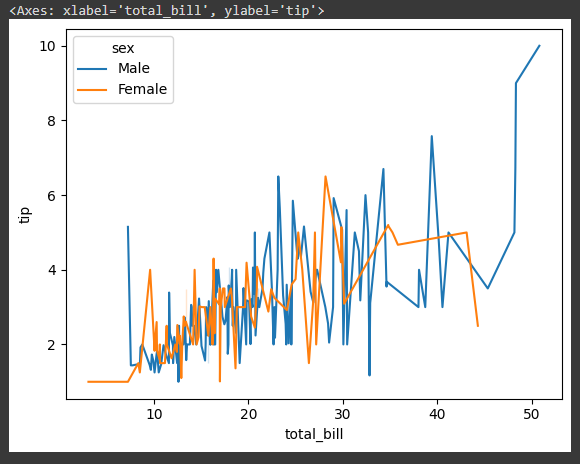 <Axes: xlabel='total_bill', ylabel='tip'>
sex
Male
Female
10
8
6
4
2
tip
10
20
30
40
50
total_bill